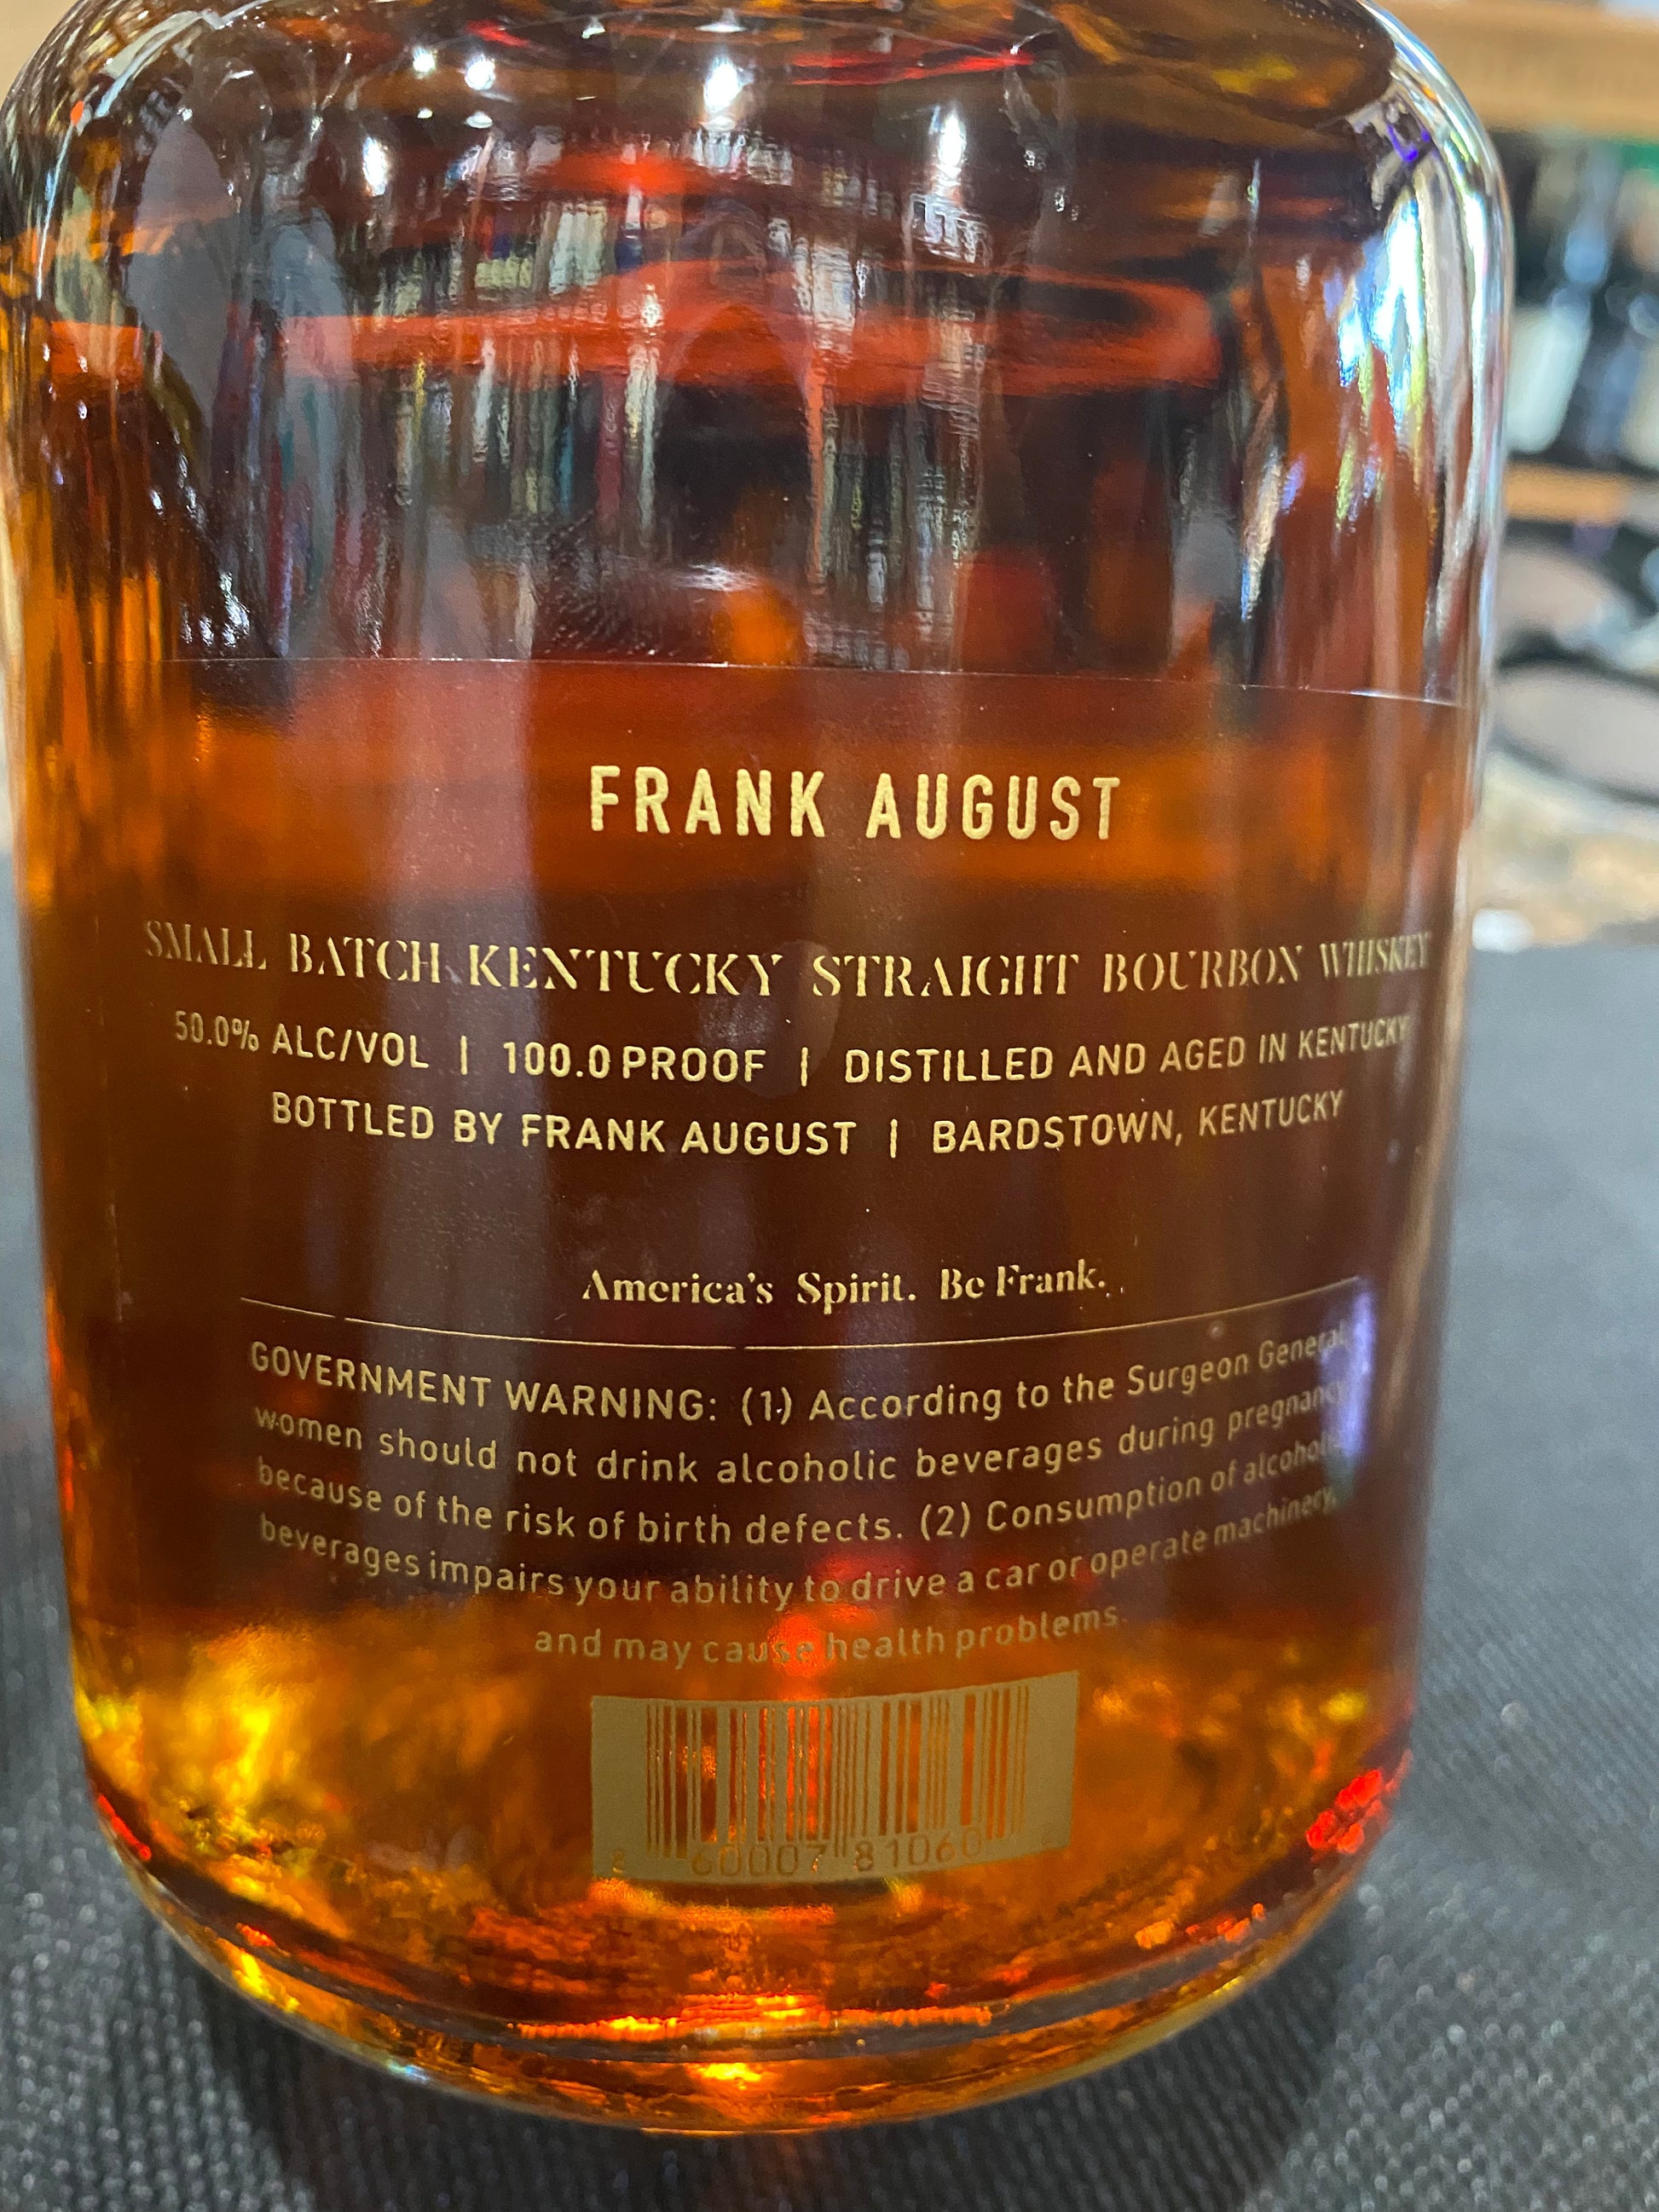 FRANK AUGUST
SMALL BATCH KENTUCKY STRAIGHT BOURBON WHISKEY
50.0% ALC/VOL | 100.0 PROOF | DISTILLED AND AGED IN KENTUCKY
BOTTLED BY FRANK AUGUST | BARDSTOWN, KENTUCKY
America's Spirit. Be Frank.
GOVERNMENT WARNING: (1) According to the Surgeon General,
women should not drink alcoholic beverages during pregnancy
because of the risk of birth defects. (2) Consumption of alcoholic
beverages impairs your ability to drive a car or operate machinery,
and may cause health problems.
8 60007 81060